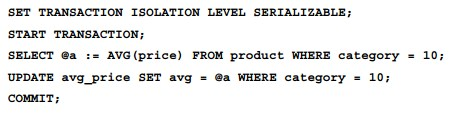 SET TRANSACTION ISOLATION LEVEL SERIALIZABLE;
START TRANSACTION;
SELECT @a := AVG(price) FROM product WHERE category = 10;
UPDATE avg_price SET avg = @a WHERE category = 10;
COMMIT;